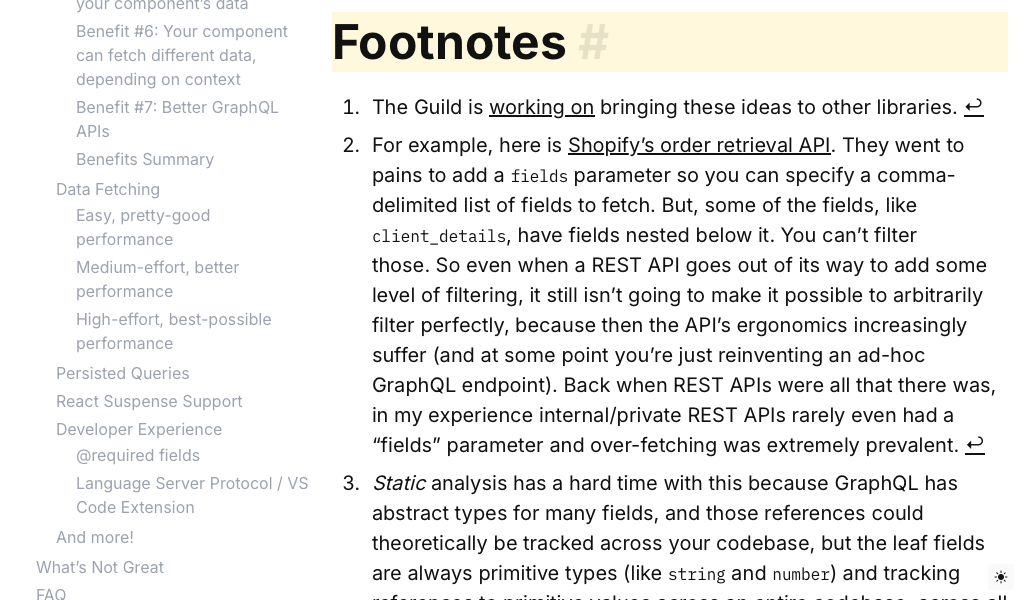 your component's data
Benefit #6: Your component
can fetch different data,
depending on context
Benefit #7: Better GraphQL
APIs
Benefits Summary
Data Fetching
Easy, pretty-good
performance
Medium-effort, better
performance
High-effort, best-possible
performance
Persisted Queries
React Suspense Support
Developer Experience
@required fields
Language Server Protocol / VS
Code Extension
And more!
What's Not Great
FAQ
Footnotes #
1. The Guild is working on bringing these ideas to other libraries. ↩
2. For example, here is Shopify’s order retrieval API. They went to
pains to add a fields parameter so you can specify a comma-
delimited list of fields to fetch. But, some of the fields, like
client_details, have fields nested below it. You can’t filter
those. So even when a REST API goes out of its way to add some
level of filtering, it still isn’t going to make it possible to arbitrarily
filter perfectly, because then the API’s ergonomics increasingly
suffer (and at some point you’re just reinventing an ad-hoc
GraphQL endpoint). Back when REST APIs were all that there was,
in my experience internal/private REST APIs rarely even had a
“fields” parameter and over-fetching was extremely prevalent. ↩
3. Static analysis has a hard time with this because GraphQL has
abstract types for many fields, and those references could
theoretically be tracked across your codebase, but the leaf fields
are always primitive types (like string and number) and tracking
references to primitive values across an entire codebase, across all